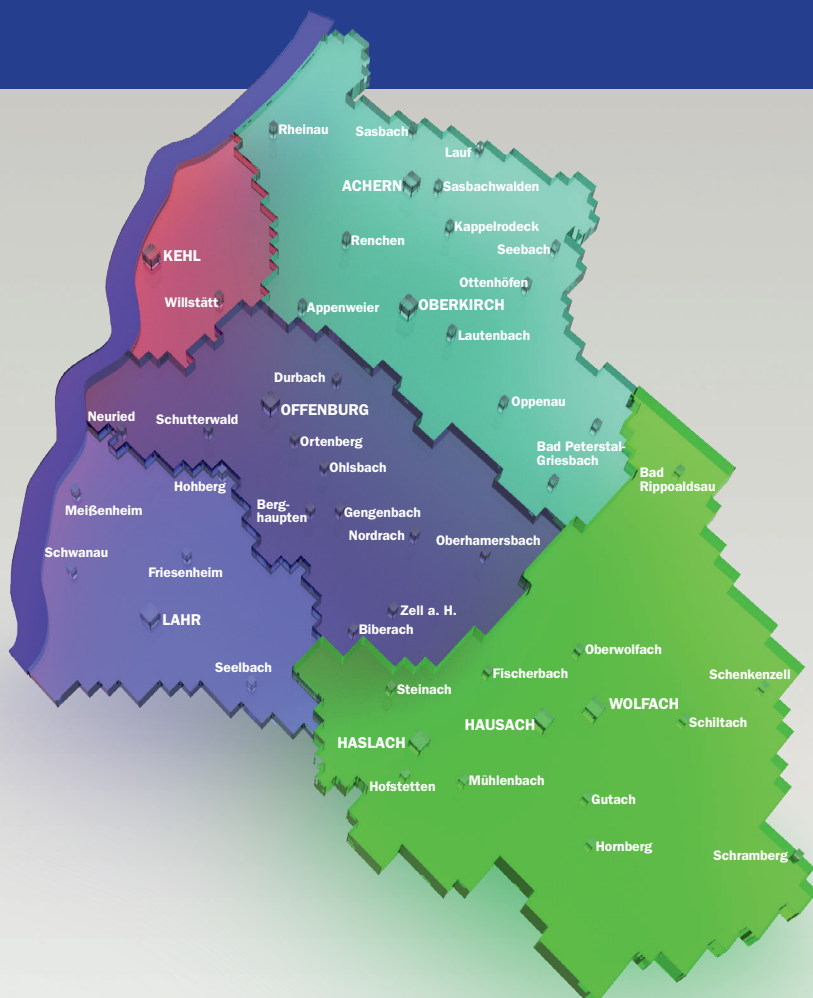 Rheinau
Sasbach
Lauf
ACHERN
Sasbachwalden
Kappelrodeck
Renchen
Seebach
KEHL
Ottenhöfen
Willstätt
Appenweier
OBERKIRCH
Lautenbach
Durbach
OFFENBURG
Oppenau
Neuried
Schutterwald
Ortenberg
Bad Peterstal-
Griesbach
Ohlsbach
Bad
Rippoaldsau
Hohberg
Meißenheim
Berg-
haupten
Gengenbach
Nordrach
Oberhamersbach
Schwanau
Friesenheim
Zell a. H.
LAHR
Biberach
Oberwolfach
Seelbach
Fischerbach
Schenkenzell
Steinach
WOLFACH
HAUSACH
Schiltach
HASLACH
Hofstetten
Mühlenbach
Gutach
Hornberg
Schramberg